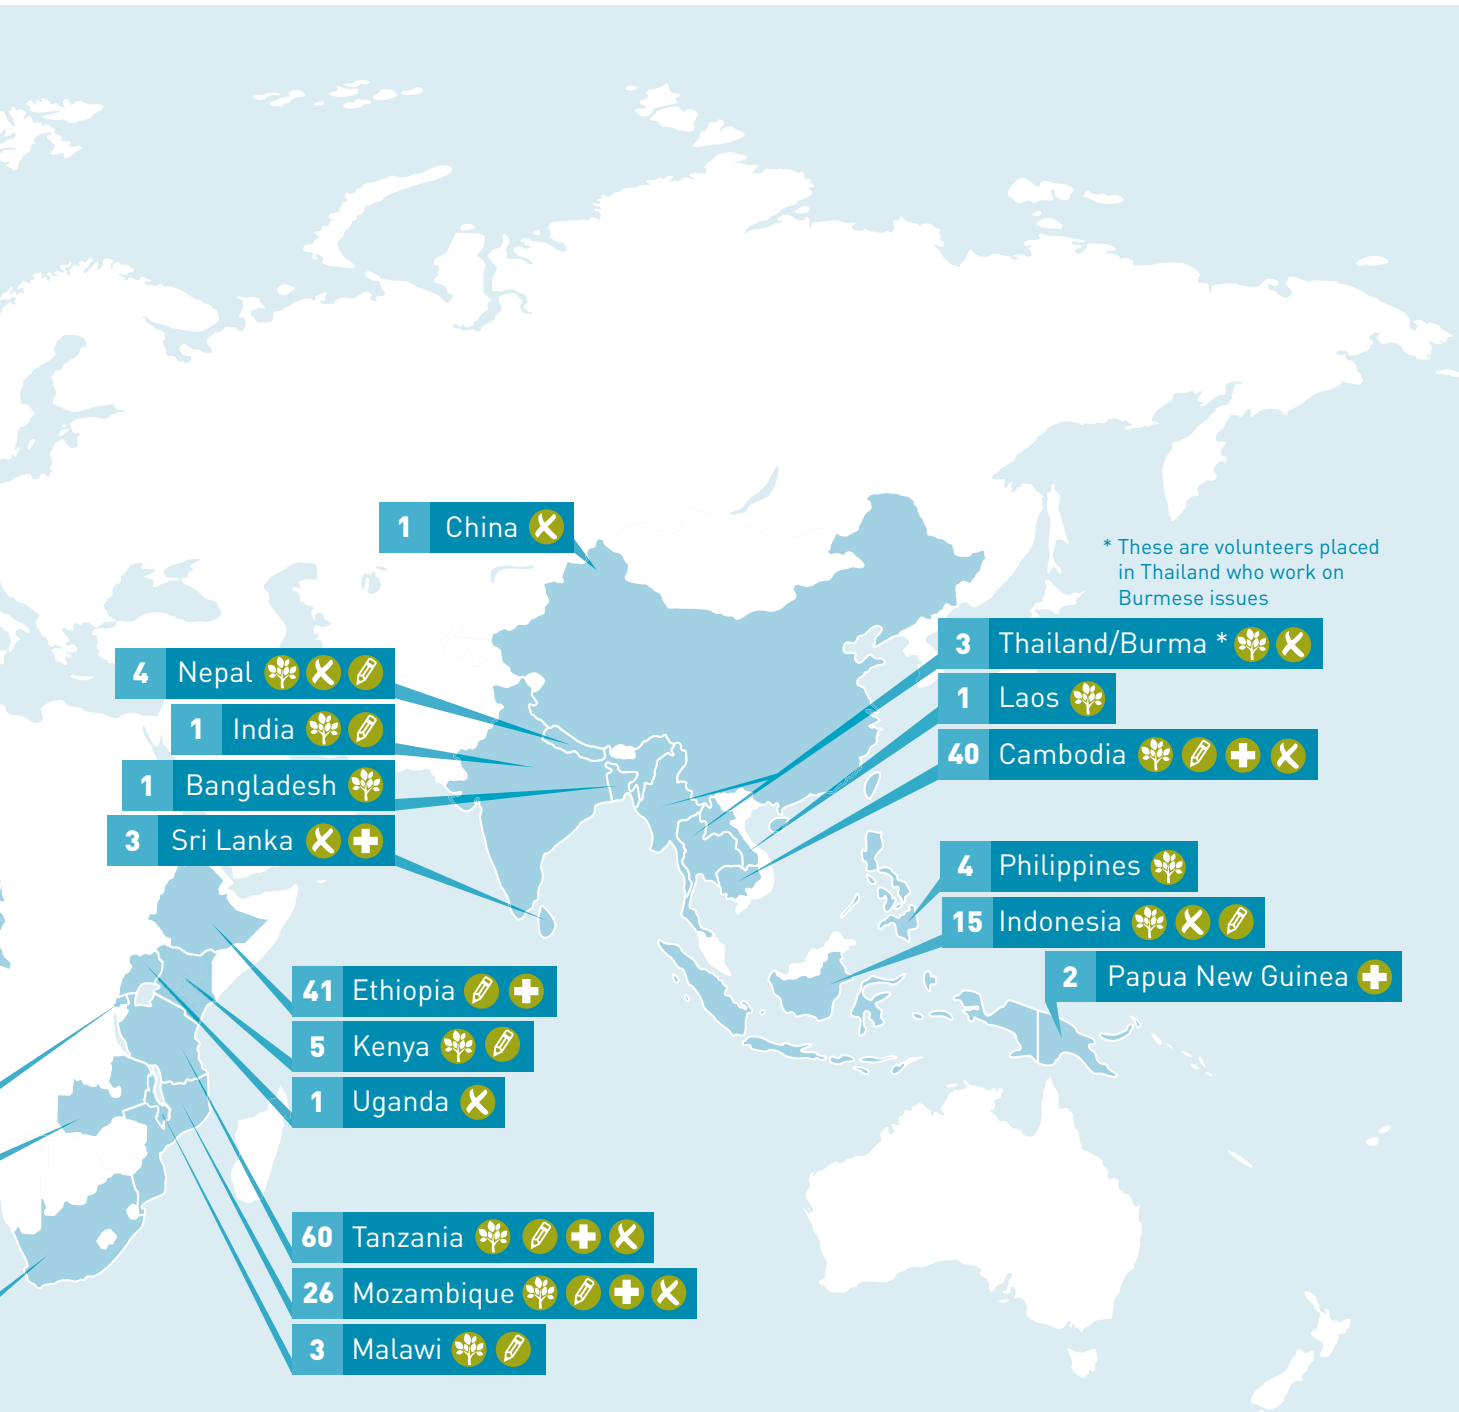 1 China
* These are volunteers placed
in Thailand who work on
Burmese issues
3 Thailand/Burma *
4 Nepal
1 Laos
1 India
40 Cambodia
1 Bangladesh
3 Sri Lanka
4 Philippines
15 Indonesia
2 Papua New Guinea
41 Ethiopia
5 Kenya
1 Uganda
60 Tanzania
26 Mozambique
3 Malawi